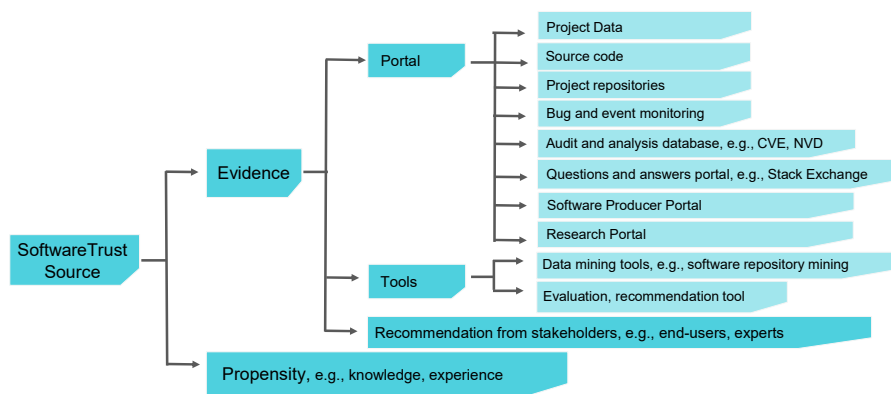 SoftwareTrust
Source
Evidence
Propensity, e.g., knowledge, experience
Portal
Tools
Recommendation from stakeholders, e.g., end-users, experts
Project Data
Source code
Project repositories
Bug and event monitoring
Audit and analysis database, e.g., CVE, NVD
Questions and answers portal, e.g., Stack Exchange
Software Producer Portal
Research Portal
Data mining tools, e.g., software repository mining
Evaluation, recommendation tool